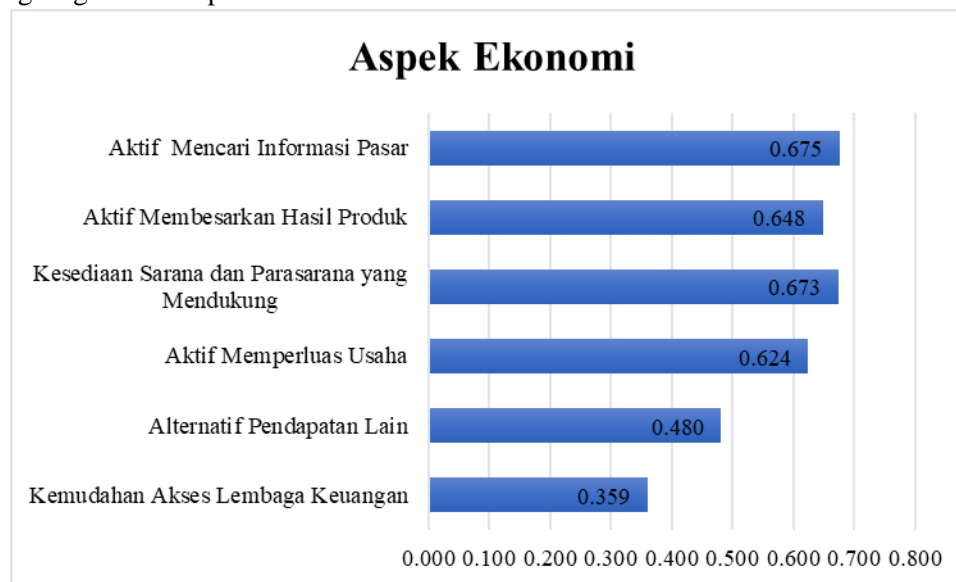 Aspek Ekonomi
Aktif Mencari Informasi Pasar
0.675
Aktif Membesarkan Hasil Produk
0.648
Kesediaan Sarana dan Parasarana yang
Mendukung
0.673
Aktif Memperluas Usaha
0.624
Alternatif Pendapatan Lain
0.480
Kemudahan Akses Lembaga Keuangan
0.359
0.000 0.100 0.200 0.300 0.400 0.500 0.600 0.700 0.800